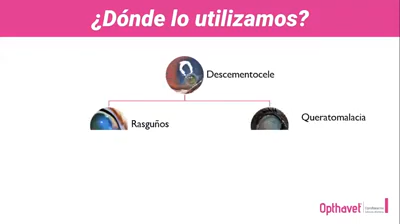 ¿Dónde lo utilizamos?
Descementocele
Rasguños
Queratomalacia
Opthavet